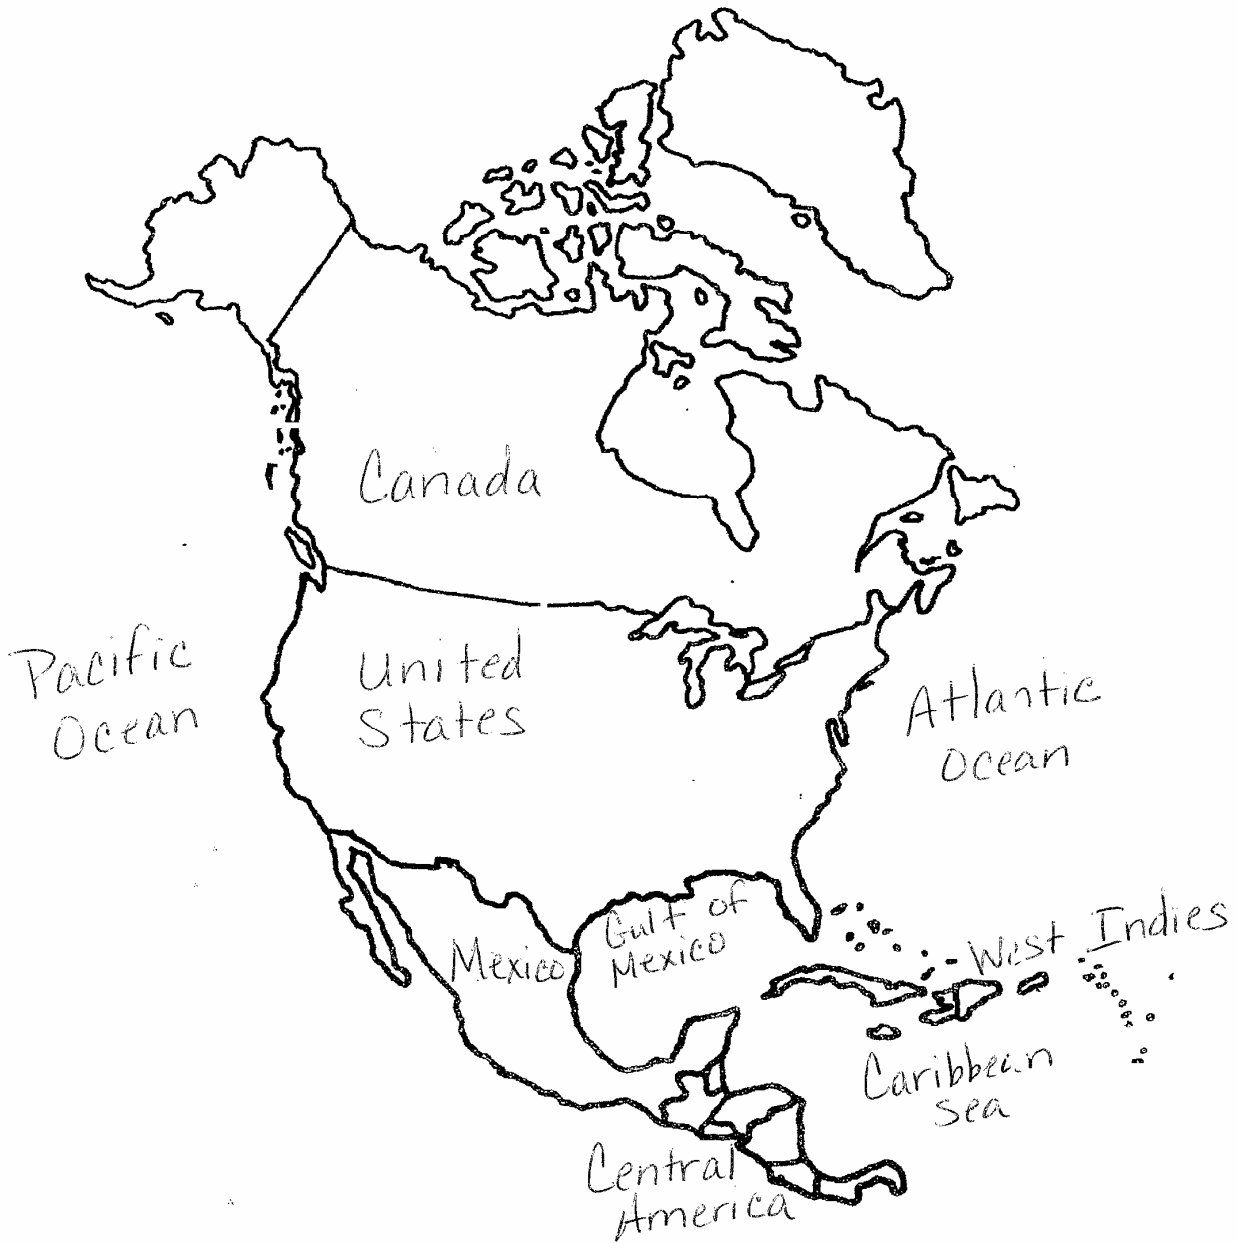 Canada
Pacific
Ocean
United
States
Atlantic
Ocean
Gulf of
Mexico
Mexico
West Indies
Caribbean
Sea
Central
America